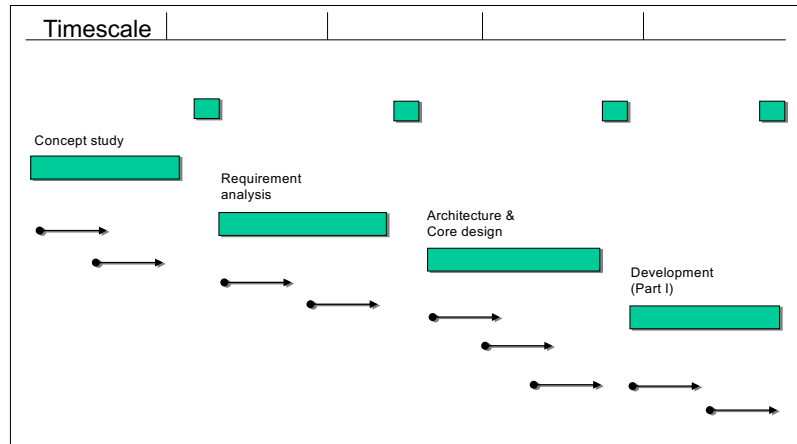 Timescale
Concept study
Requirement
analysis
Architecture &
Core design
Development
(Part I)